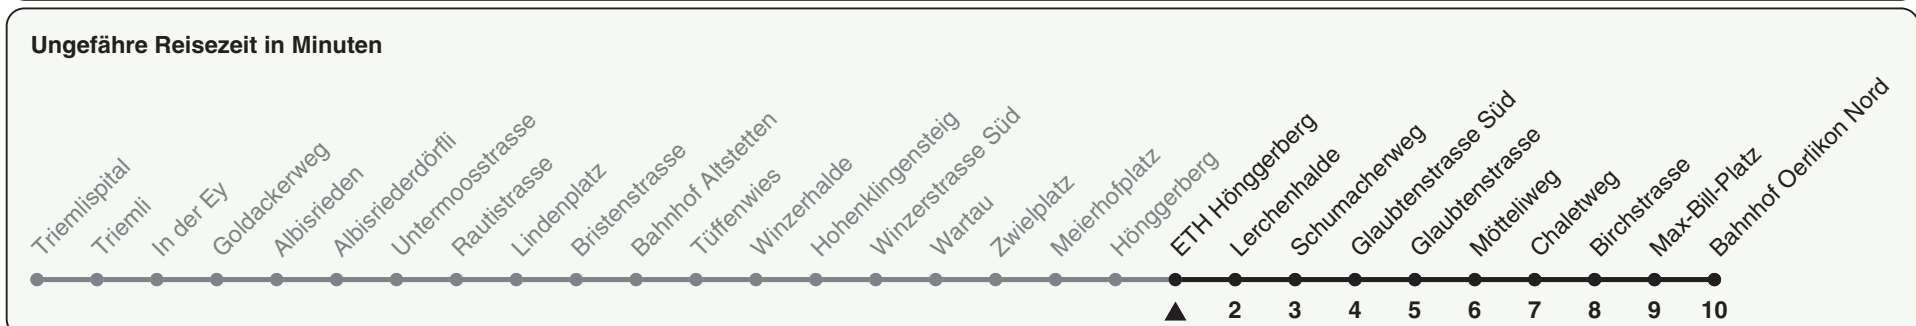 Ungefähre Reisezeit in Minuten
Triemlispital
Triemli
In der Ey
Goldackerweg
Albisrieden
Albisriederdörfli
Untermoosstrasse
Rautistrasse
Lindenplatz
Bristenstrasse
Bahnhof Altstetten
Tüffenwies
Winzerhalde
Hohenklingensteig
Winzerstrasse Süd
Wartau
Zwielplatz
Meierhofplatz
Hönggerberg
ETH Hönggerberg
Lerchenhalde
Schumacherweg
Glaubtenstrasse Süd
Glaubtenstrasse
Mötteliweg
Chaletweg
Birchstrasse
Max-Bill-Platz
Bahnhof Oerlikon Nord
2 3 4 5 6 7 8 9 10